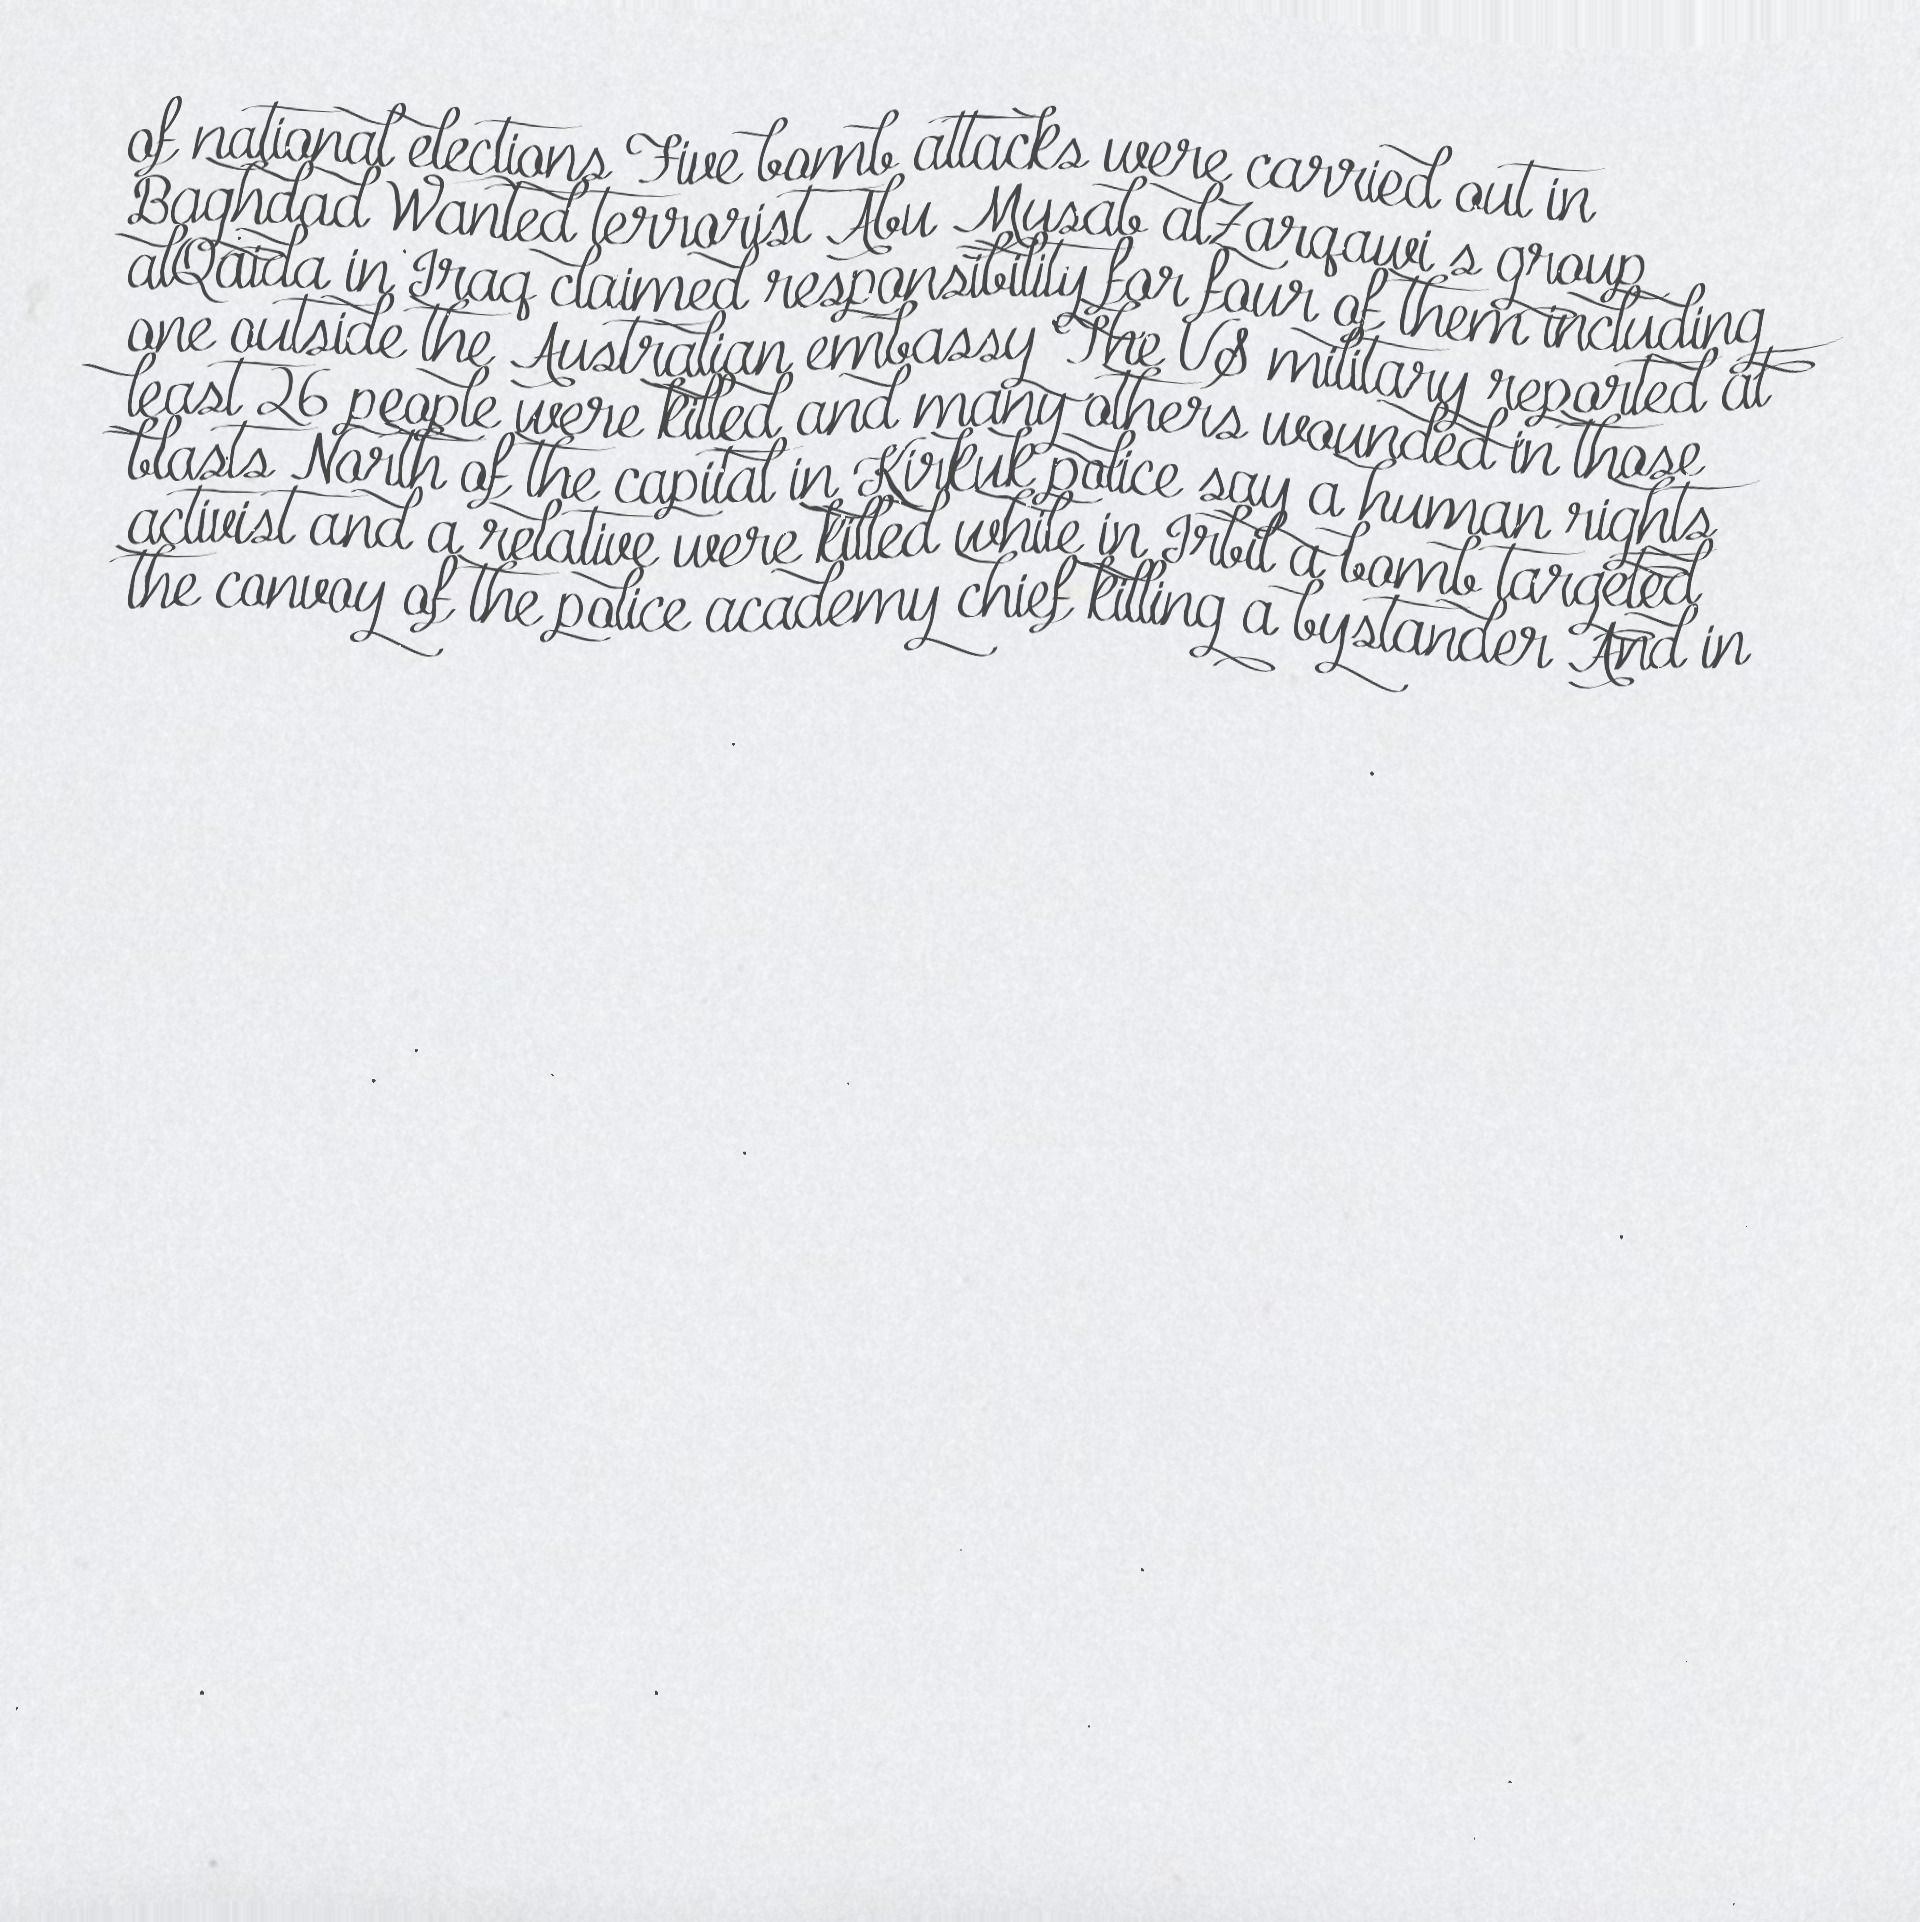 of national elections Five bomb attacks were carried out in
Baghdad Wanted terrorist Abu Musab alZarqawi s group
alQaida in Iraq claimed responsibility for four of them including
one outside the Australian embassy The US military reported at
least 26 people were killed and many others wounded in those
blasts North of the capital in Kirkuk police say a human rights
activist and a relative were killed while in Irbil a bomb targeted
the convoy of the police academy chief killing a bystander And in